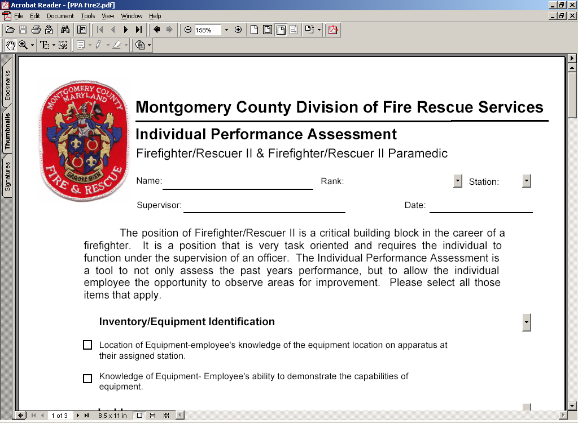 Acrobat Reader - [PPA Fire2.pdf]
File Edit Document Tools View Window Help
155%
Bookmarks
Thumbnails
Signatures
MONTGOMERY COUNTY
MARYLAND
FIRE & RESCUE
Montgomery County Division of Fire Rescue Services
Individual Performance Assessment
Firefighter/Rescuer II & Firefighter/Rescuer II Paramedic
Name: Rank: Station:
Supervisor: Date:
The position of Firefighter/Rescuer II is a critical building block in the career of a
firefighter. It is a position that is very task oriented and requires the individual to
function under the supervision of an officer. The Individual Performance Assessment is
a tool to not only assess the past years performance, but to allow the individual
employee the opportunity to observe areas for improvement. Please select all those
items that apply.
Inventory/Equipment Identification
Location of Equipment-employee's knowledge of the equipment location on apparatus at
their assigned station.
Knowledge of Equipment- Employee's ability to demonstrate the capabilities of
equipment.
1 of 3 8.5 x 11 in